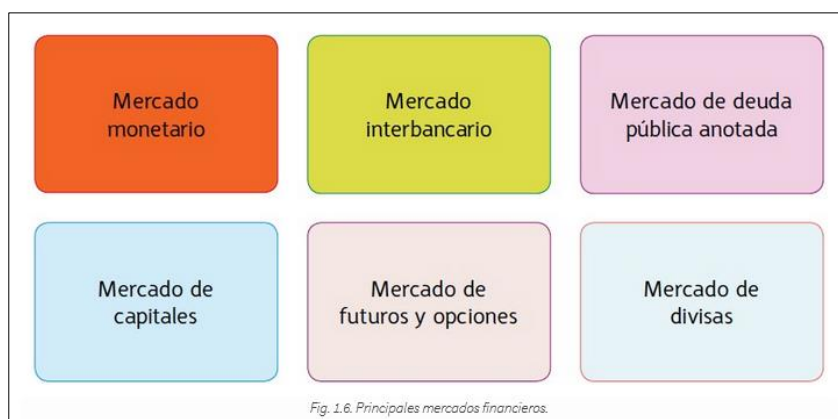 Mercado
monetario
Mercado
interbancario
Mercado de deuda
pública anotada
Mercado de
capitales
Mercado de
futuros y opciones
Mercado de
divisas
Fig. 1.6. Principales mercados financieros.